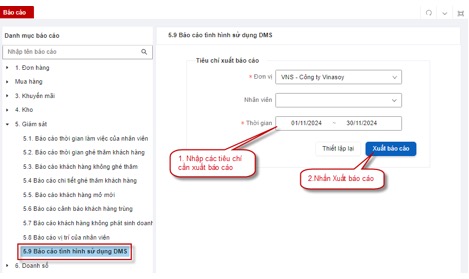 Báo cáo
Danh mục báo cáo
Nhập tên báo cáo
1. Đơn hàng
Mua hàng
3. Khuyến mãi
4. Kho
5. Giám sát
5.1. Báo cáo thời gian làm việc của nhân viên
5.2. Báo cáo thời gian ghé thăm khách hàng
5.3. Báo cáo khách hàng không ghé thăm
5.4 Báo cáo chi tiết ghé thăm khách hàng
5.5 Báo cáo khách hàng mở mới
5.6 Báo cáo cảnh báo khách hàng trùng
5.7 Báo cáo khách hàng không phát sinh doanh
5.8 Báo cáo vị trí của nhân viên
5.9 Báo cáo tình hình sử dụng DMS
6. Doanh số
5.9 Báo cáo tình hình sử dụng DMS
Tiêu chí xuất báo cáo
* Đơn vị
VNS - Công ty Vinasoy
Nhân viên
* Thời gian
01/11/2024 ~ 30/11/2024
Thiết lập lại
Xuất báo cáo
1. Nhập các tiêu chí
cần xuất báo cáo
2.Nhấn Xuất báo cáo